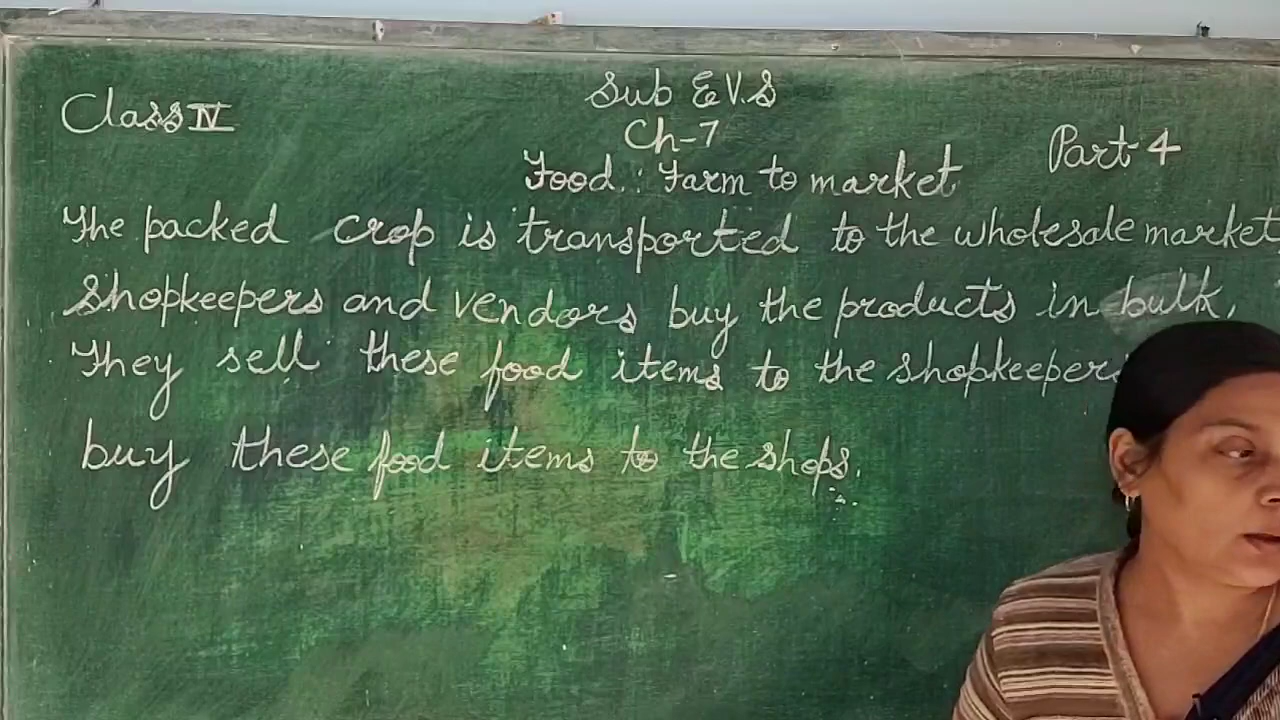 Sub E.V.S
Class IV
Ch-7
Part-4
Food : Farm to market
The packed crop is transported to the wholesale market,
Shopkeepers and vendors buy the products in bulk.
They sell these food items to the shopkeepers
buy these food items to the shops.